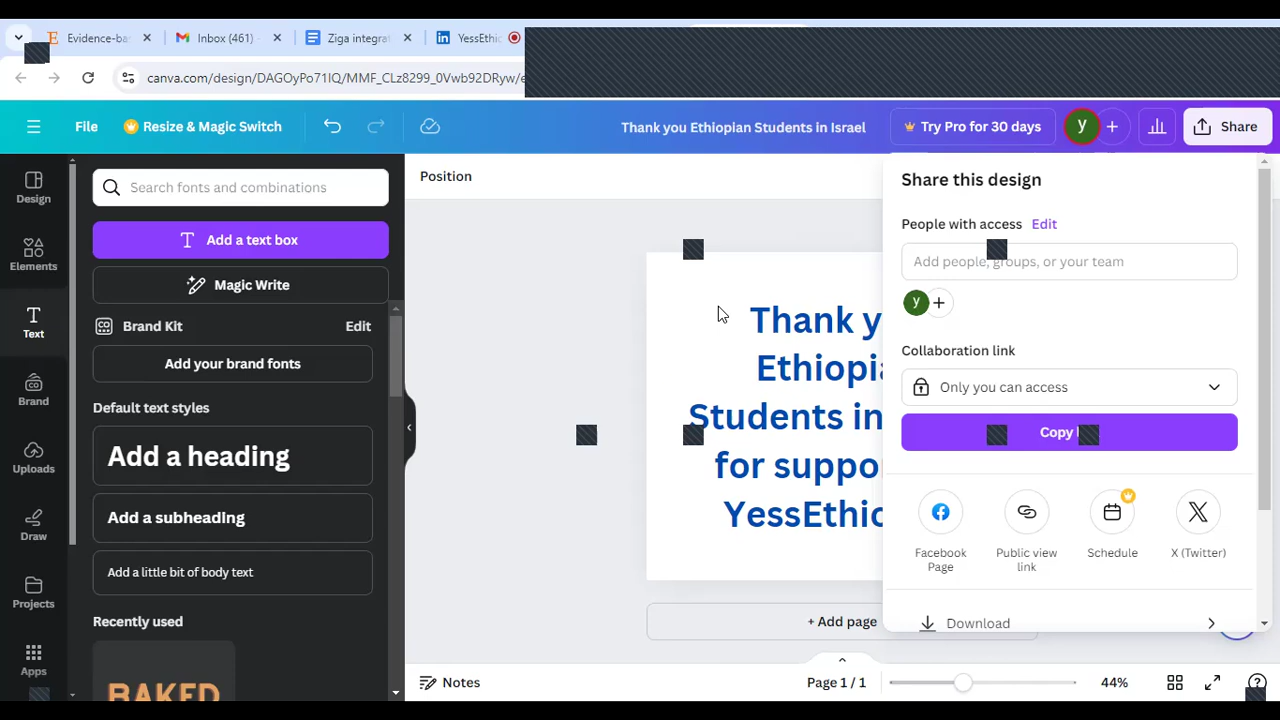 Evidence-ba
Inbox (461)
Ziga integrat
YessEthic
canva.com/design/DAGOyPo71IQ/MMF_CLz8299_0Vwb92DRyw/e
File
Resize & Magic Switch
Thank you Ethiopian Students in Israel
Try Pro for 30 days
y
Share
Design
Elements
Text
Brand
Uploads
Draw
Projects
Apps
Search fonts and combinations
Add a text box
Magic Write
Brand Kit
Edit
Add your brand fonts
Default text styles
Add a heading
Add a subheading
Add a little bit of body text
Recently used
BAKED
Position
Thank y
Ethiopia
Students in
for suppo
YessEthio
+ Add page
Notes
Page 1 / 1
44%
Share this design
People with access Edit
Add people, groups, or your team
y
Collaboration link
Only you can access
Copy
Facebook
Page
Public view
link
Schedule
X (Twitter)
Download